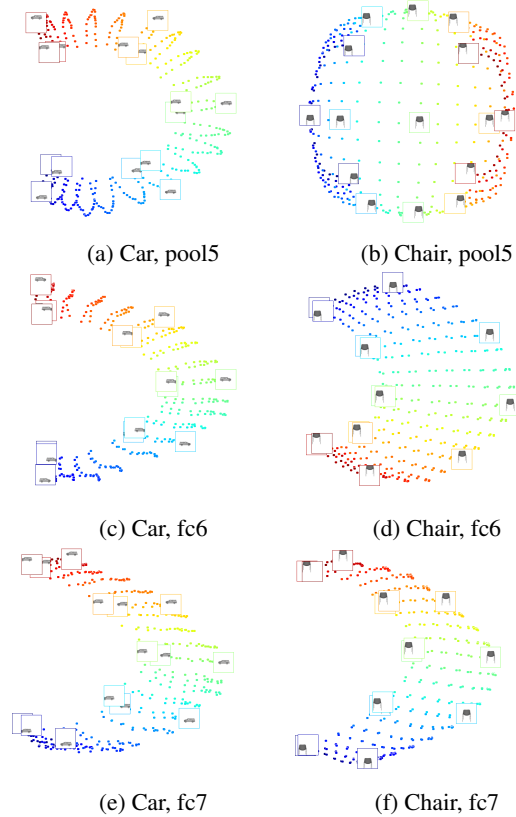 (a) Car, pool5
(b) Chair, pool5
(c) Car, fc6
(d) Chair, fc6
(e) Car, fc7
(f) Chair, fc7